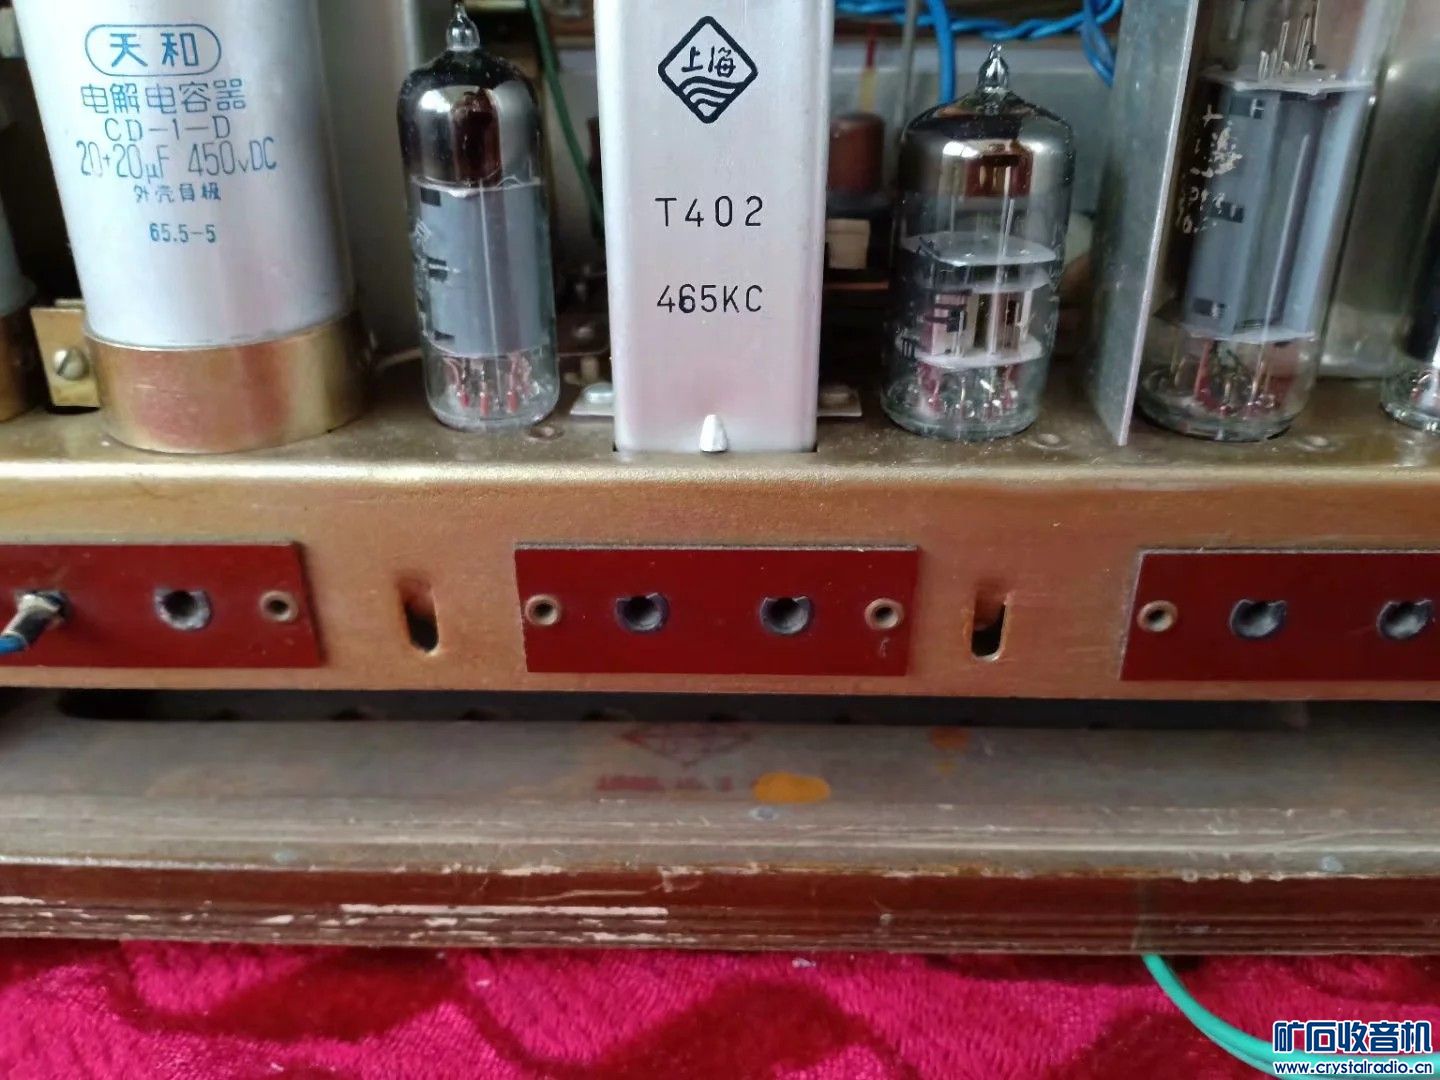 天和
电解电容器
CD-1-D
20+20μF 450vDC
外壳負极
65.5-5
上海
T402
465KC
矿石收音机
www.crystalradio.cn